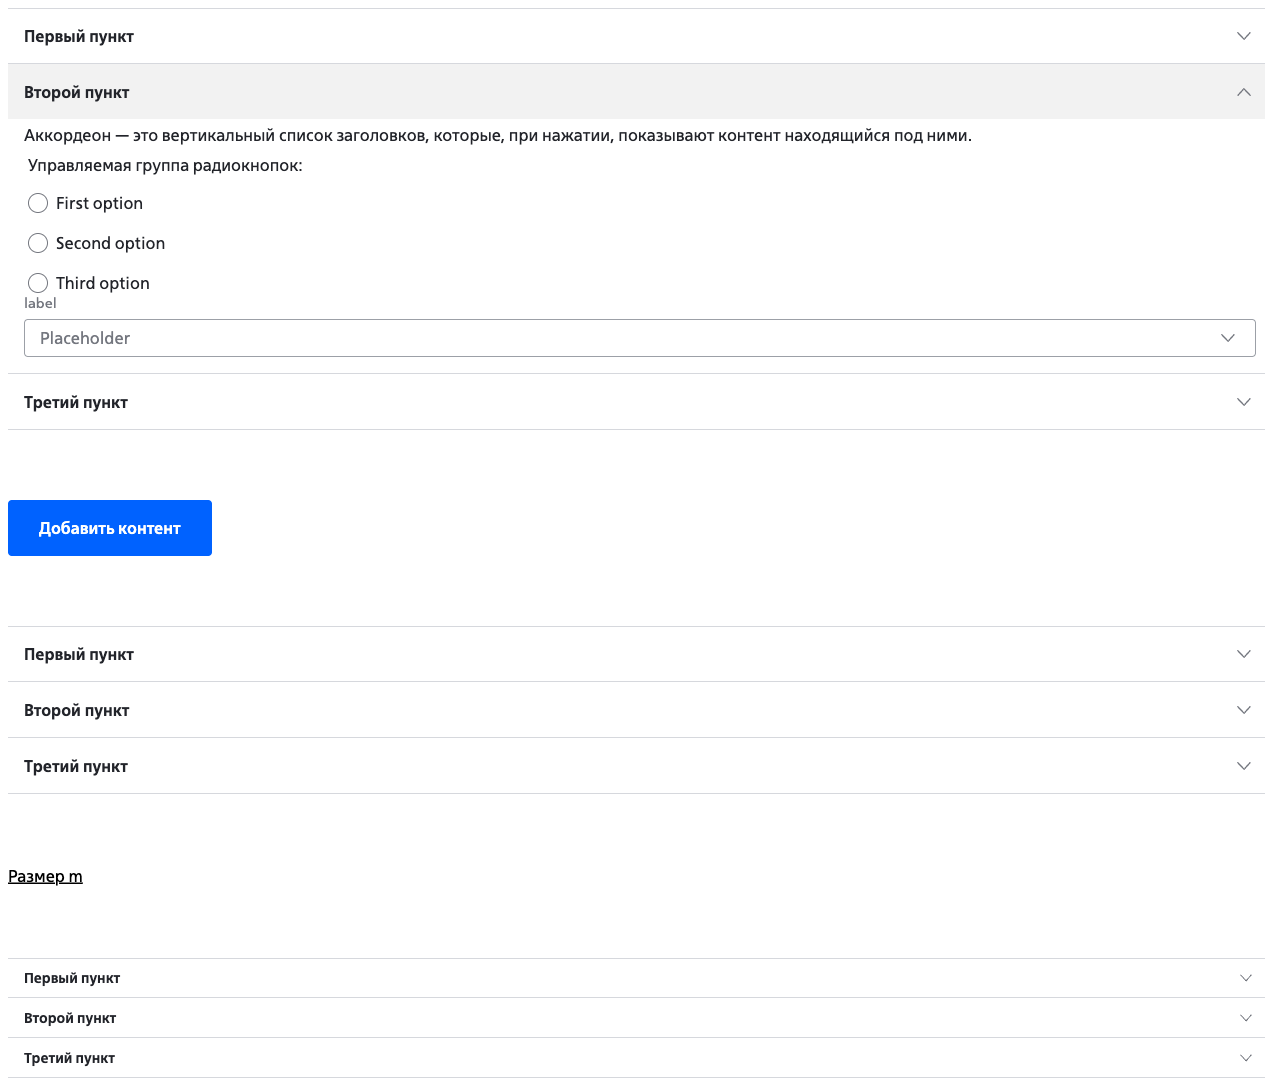 Первый пункт
Второй пункт
Аккордеон — это вертикальный список заголовков, которые, при нажатии, показывают контент находящийся под ними.
Управляемая группа радиокнопок:
First option
Second option
Third option
label
Placeholder
Третий пункт
Добавить контент
Первый пункт
Второй пункт
Третий пункт
Размер m
Первый пункт
Второй пункт
Третий пункт